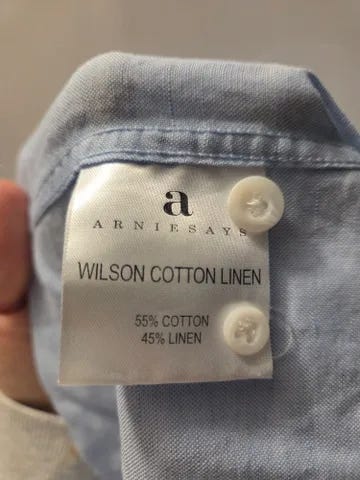 a
ARNIESAYS
WILSON COTTON LINEN
55% COTTON
45% LINEN